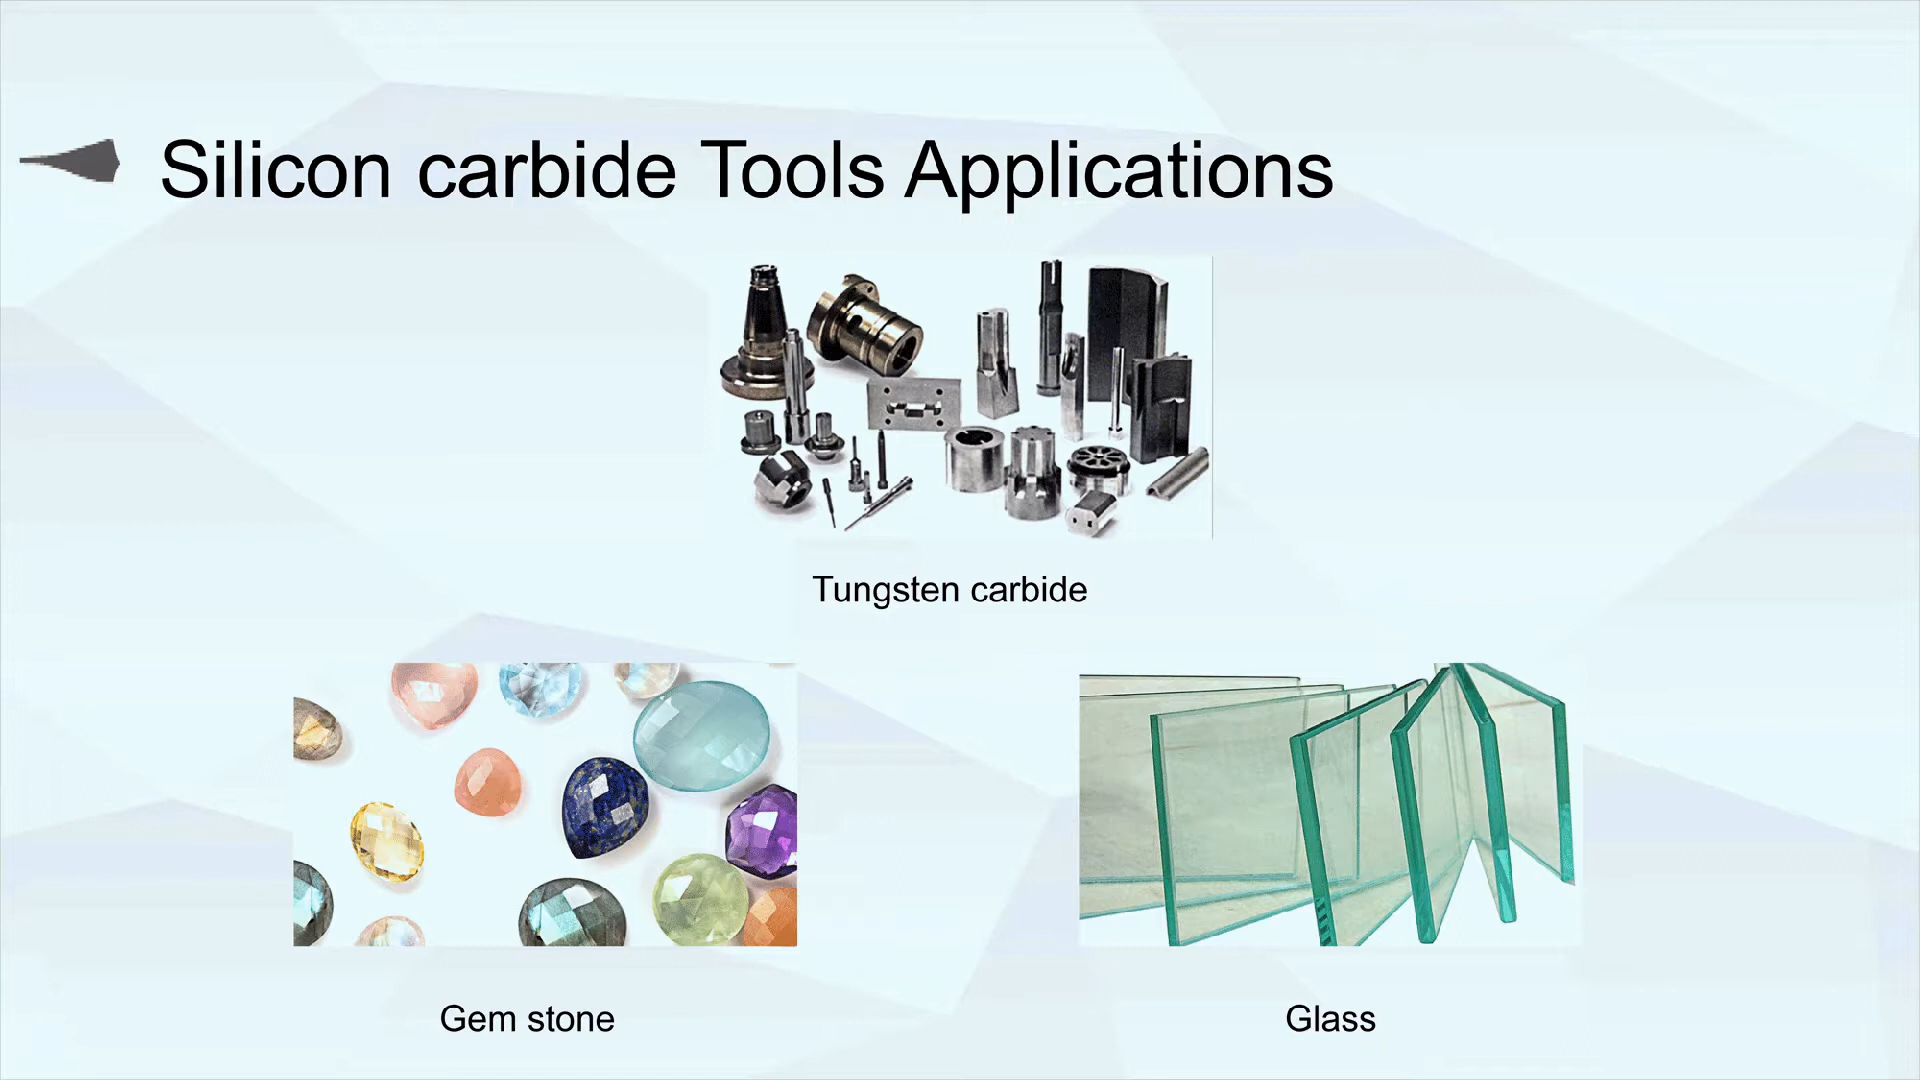 Silicon carbide Tools Applications
Tungsten carbide
Gem stone
Glass